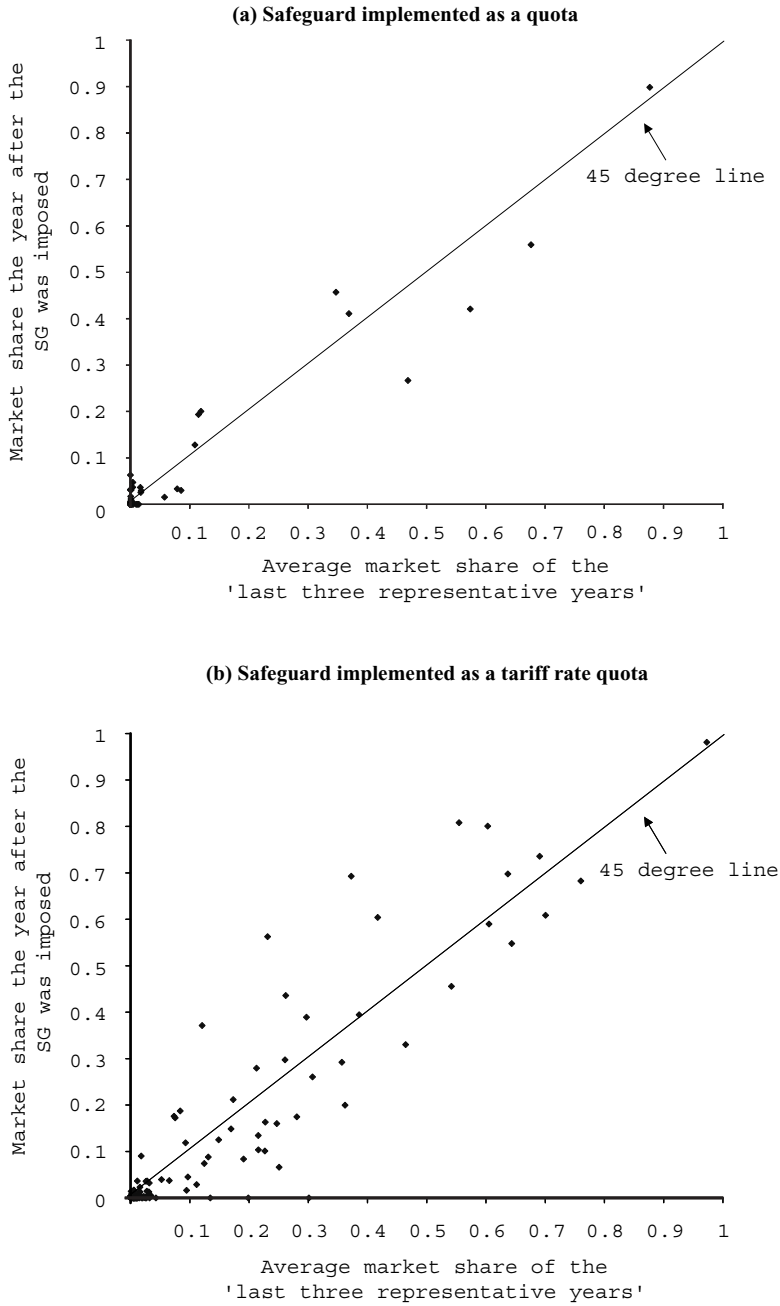 (a) Safeguard implemented as a quota
Market share the year after the
SG was imposed
1
0.9
0.8
0.7
0.6
0.5
0.4
0.3
0.2
0.1
0
45 degree line
0.1 0.2 0.3 0.4 0.5 0.6 0.7 0.8 0.9 1
Average market share of the
'last three representative years'
(b) Safeguard implemented as a tariff rate quota
Market share the year after the
SG was imposed
1
0.9
0.8
0.7
0.6
0.5
0.4
0.3
0.2
0.1
0
45 degree line
0.1 0.2 0.3 0.4 0.5 0.6 0.7 0.8 0.9 1
Average market share of the
'last three representative years'